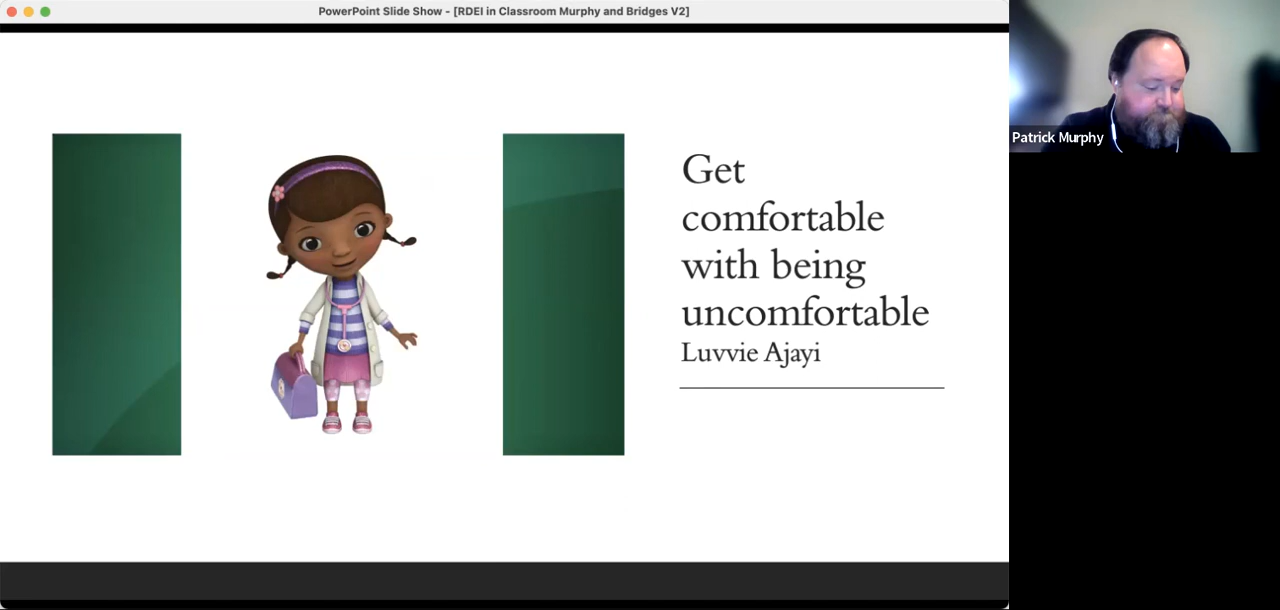 PowerPoint Slide Show - [RDEI in Classroom Murphy and Bridges V2]
Get
comfortable
with being
uncomfortable
Luvvie Ajayi
Patrick Murphy